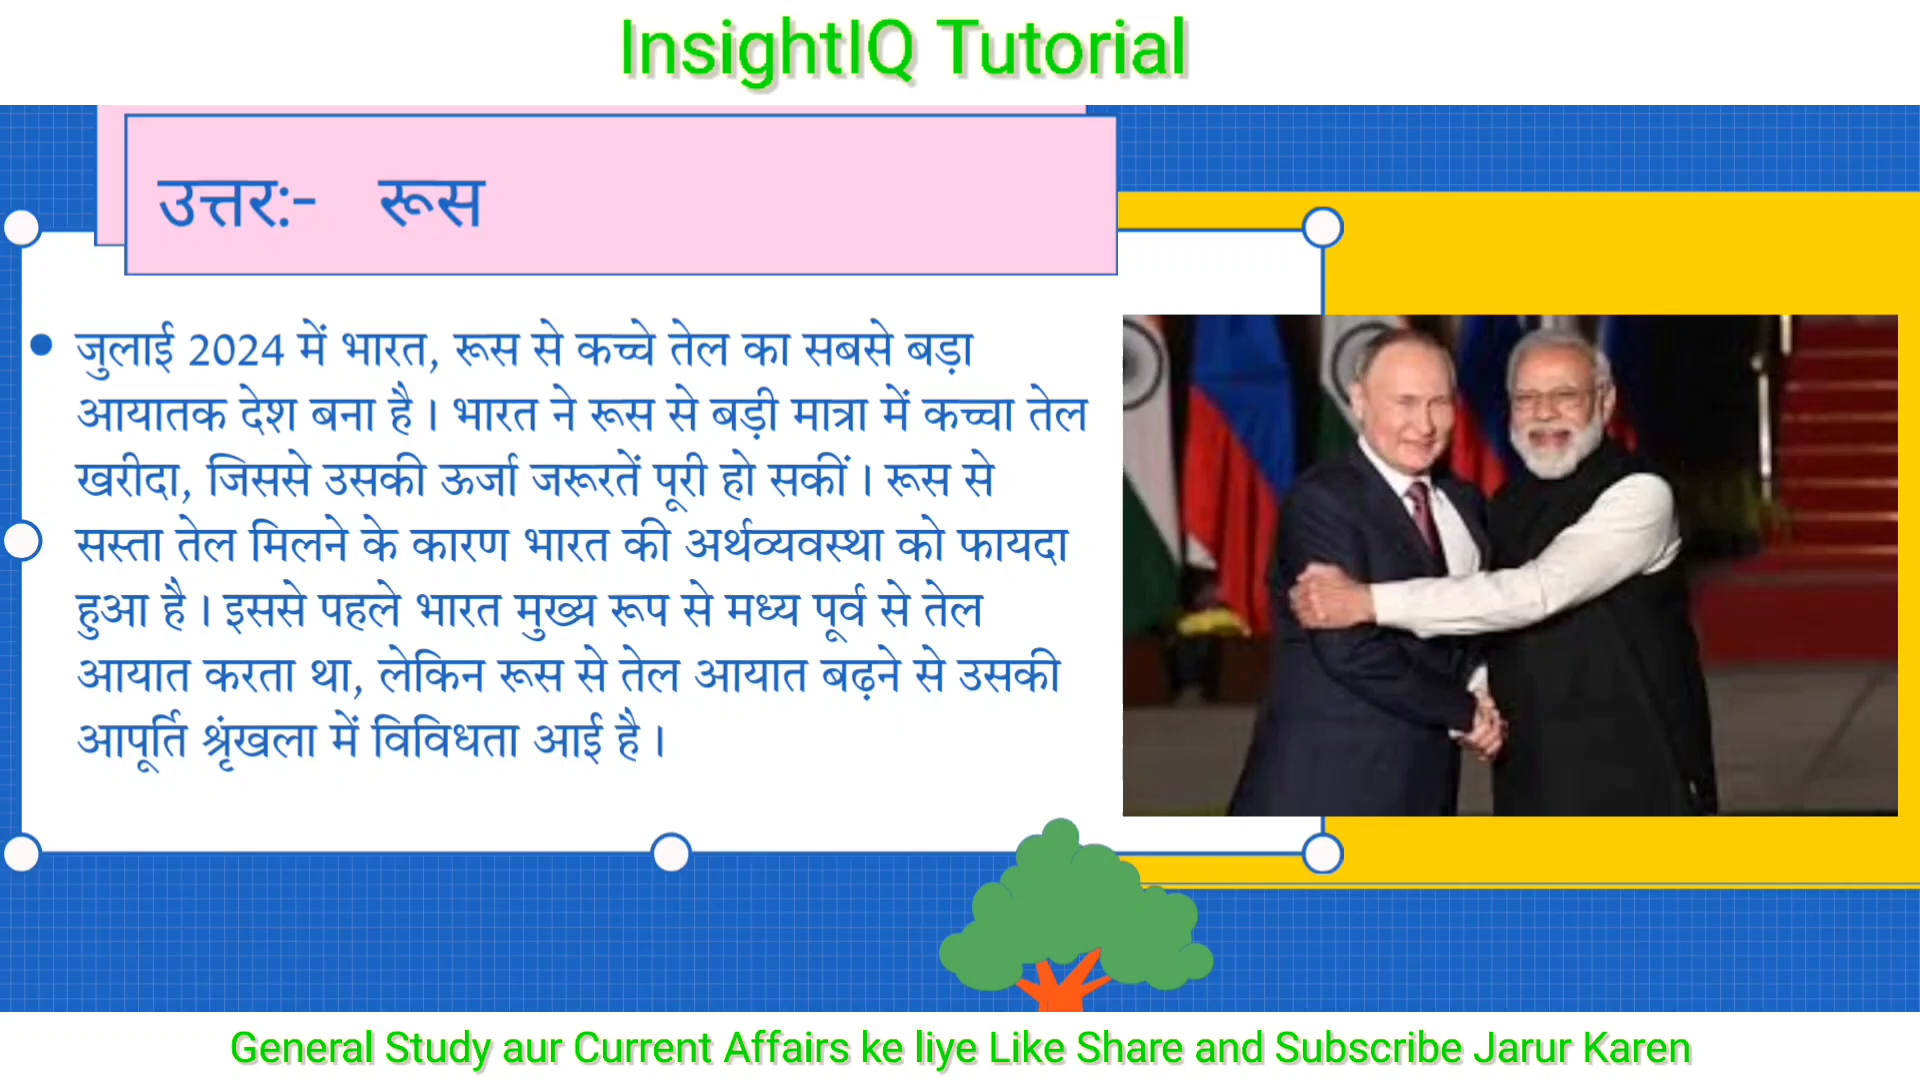 InsightIQ Tutorial
उत्तर:- रूस
जुलाई 2024 में भारत, रूस से कच्चे तेल का सबसे बड़ा
आयातक देश बना है। भारत ने रूस से बड़ी मात्रा में कच्चा तेल
खरीदा, जिससे उसकी ऊर्जा जरूरतें पूरी हो सकीं। रूस से
सस्ता तेल मिलने के कारण भारत की अर्थव्यवस्था को फायदा
हुआ है। इससे पहले भारत मुख्य रूप से मध्य पूर्व से तेल
आयात करता था, लेकिन रूस से तेल आयात बढ़ने से उसकी
आपूर्ति श्रृंखला में विविधता आई है।
General Study aur Current Affairs ke liye Like Share and Subscribe Jarur Karen